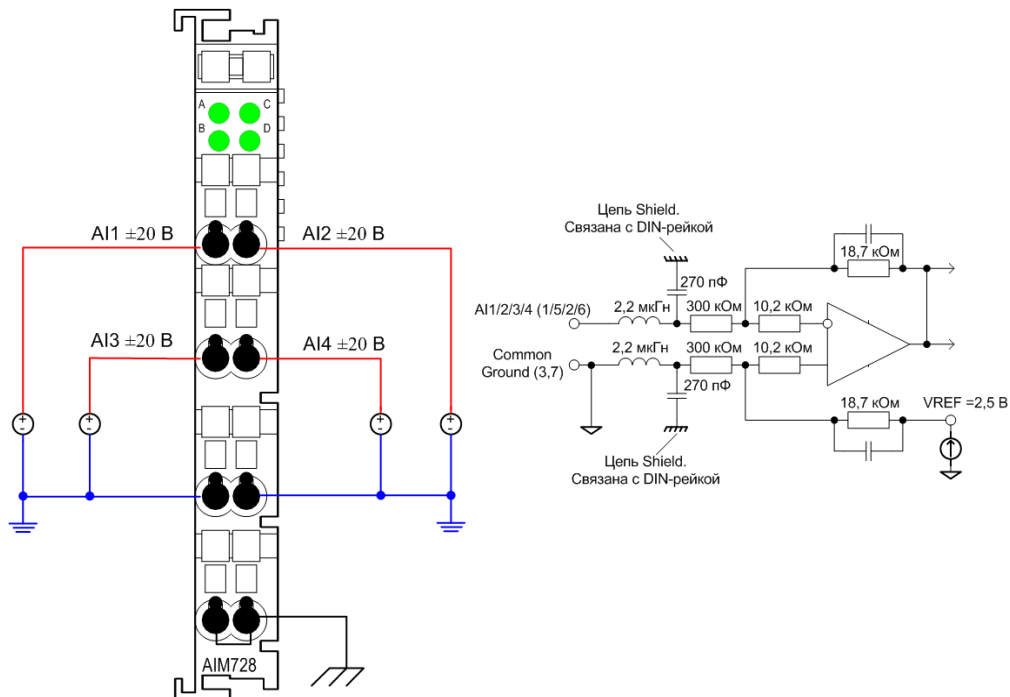 A
C
B
D
AI1 ±20 В
AI2 ±20 В
AI3 ±20 В
AI4 ±20 В
+
-
+
-
+
-
+
-
AIM728
Цепь Shield.
Связана с DIN-рейкой
270 пФ
18,7 кОм
AI1/2/3/4 (1/5/2/6)
2,2 мкГн
300 кОм
10,2 кОм
Common
Ground (3,7)
2,2 мкГн
300 кОм
10,2 кОм
270 пФ
18,7 кОм
VREF =2,5 В
Цепь Shield.
Связана с DIN-рейкой